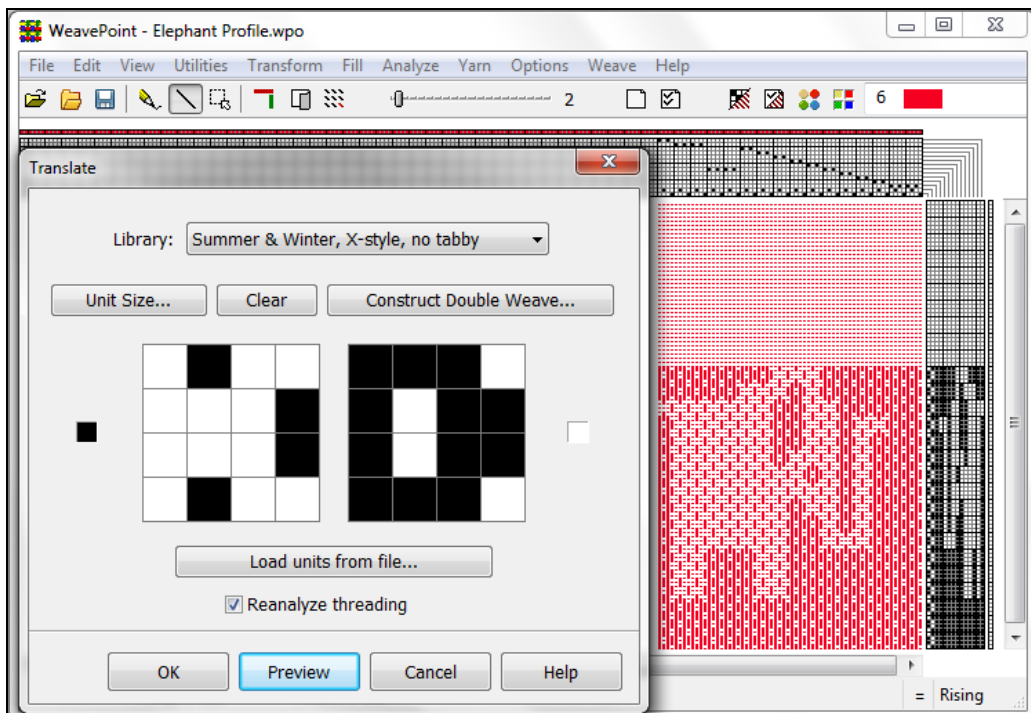 WeavePoint - Elephant Profile.wpo
File Edit View Utilities Transform Fill Analyze Yarn Options Weave Help
2 6
Translate
Library: Summer & Winter, X-style, no tabby
Unit Size... Clear Construct Double Weave...
Load units from file...
Reanalyze threading
OK Preview Cancel Help
= Rising